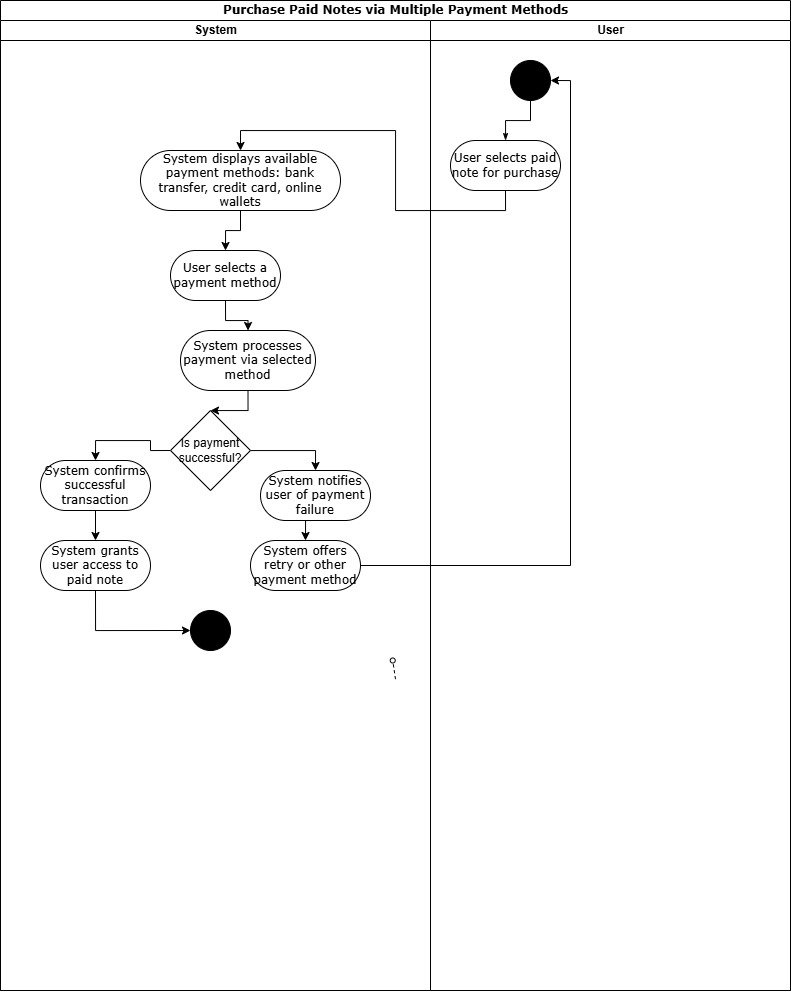 Purchase Paid Notes via Multiple Payment Methods
System
User
User selects paid
note for purchase
System displays available
payment methods: bank
transfer, credit card, online
wallets
User selects a
payment method
System processes
payment via selected
method
Is payment
successful?
System confirms
successful
transaction
System notifies
user of payment
failure
System grants
user access to
paid note
System offers
retry or other
payment method